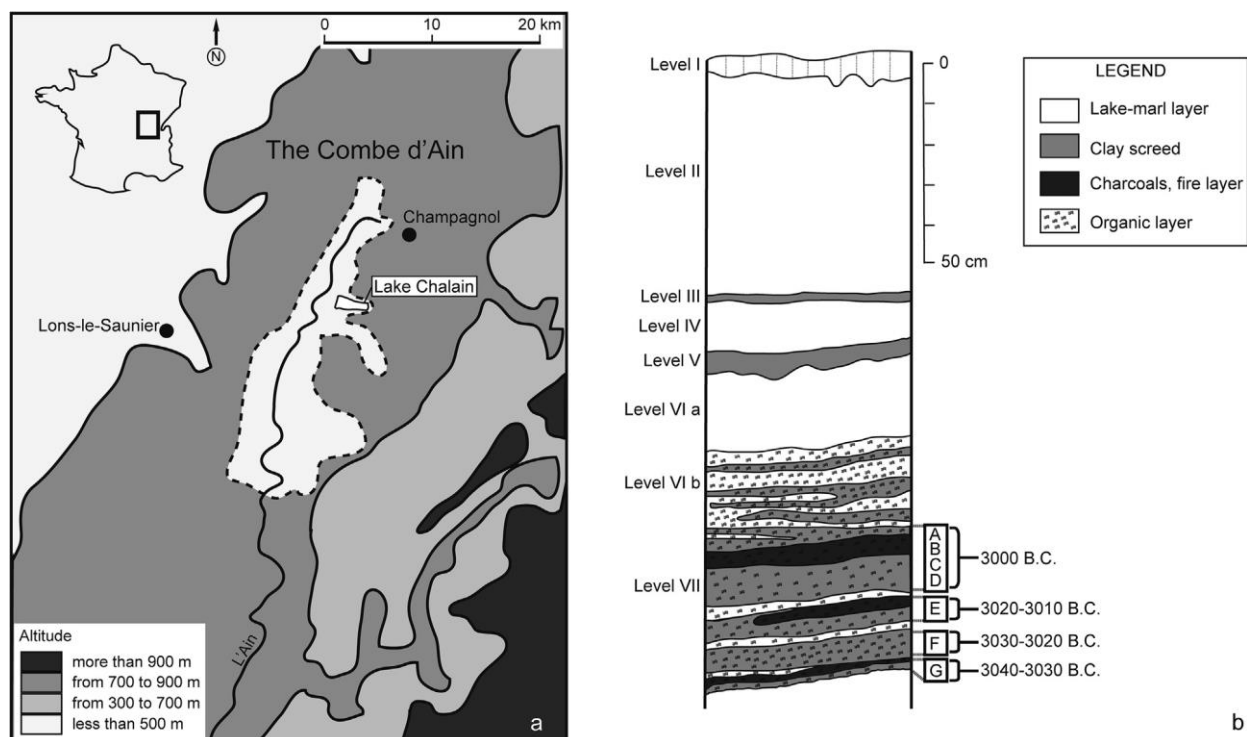 0 10 20 km
N
The Combe d'Ain
Champagnol
Lake Chalain
Lons-le-Saunier
L'Ain
Altitude
more than 900 m
from 700 to 900 m
from 300 to 700 m
less than 500 m
a
Level I
Level II
Level III
Level IV
Level V
Level VI a
Level VI b
Level VII
0
50 cm
A
B
C
D
3000 B.C.
E
3020-3010 B.C.
F
3030-3020 B.C.
G
3040-3030 B.C.
LEGEND
Lake-marl layer
Clay screed
Charcoals, fire layer
Organic layer
b